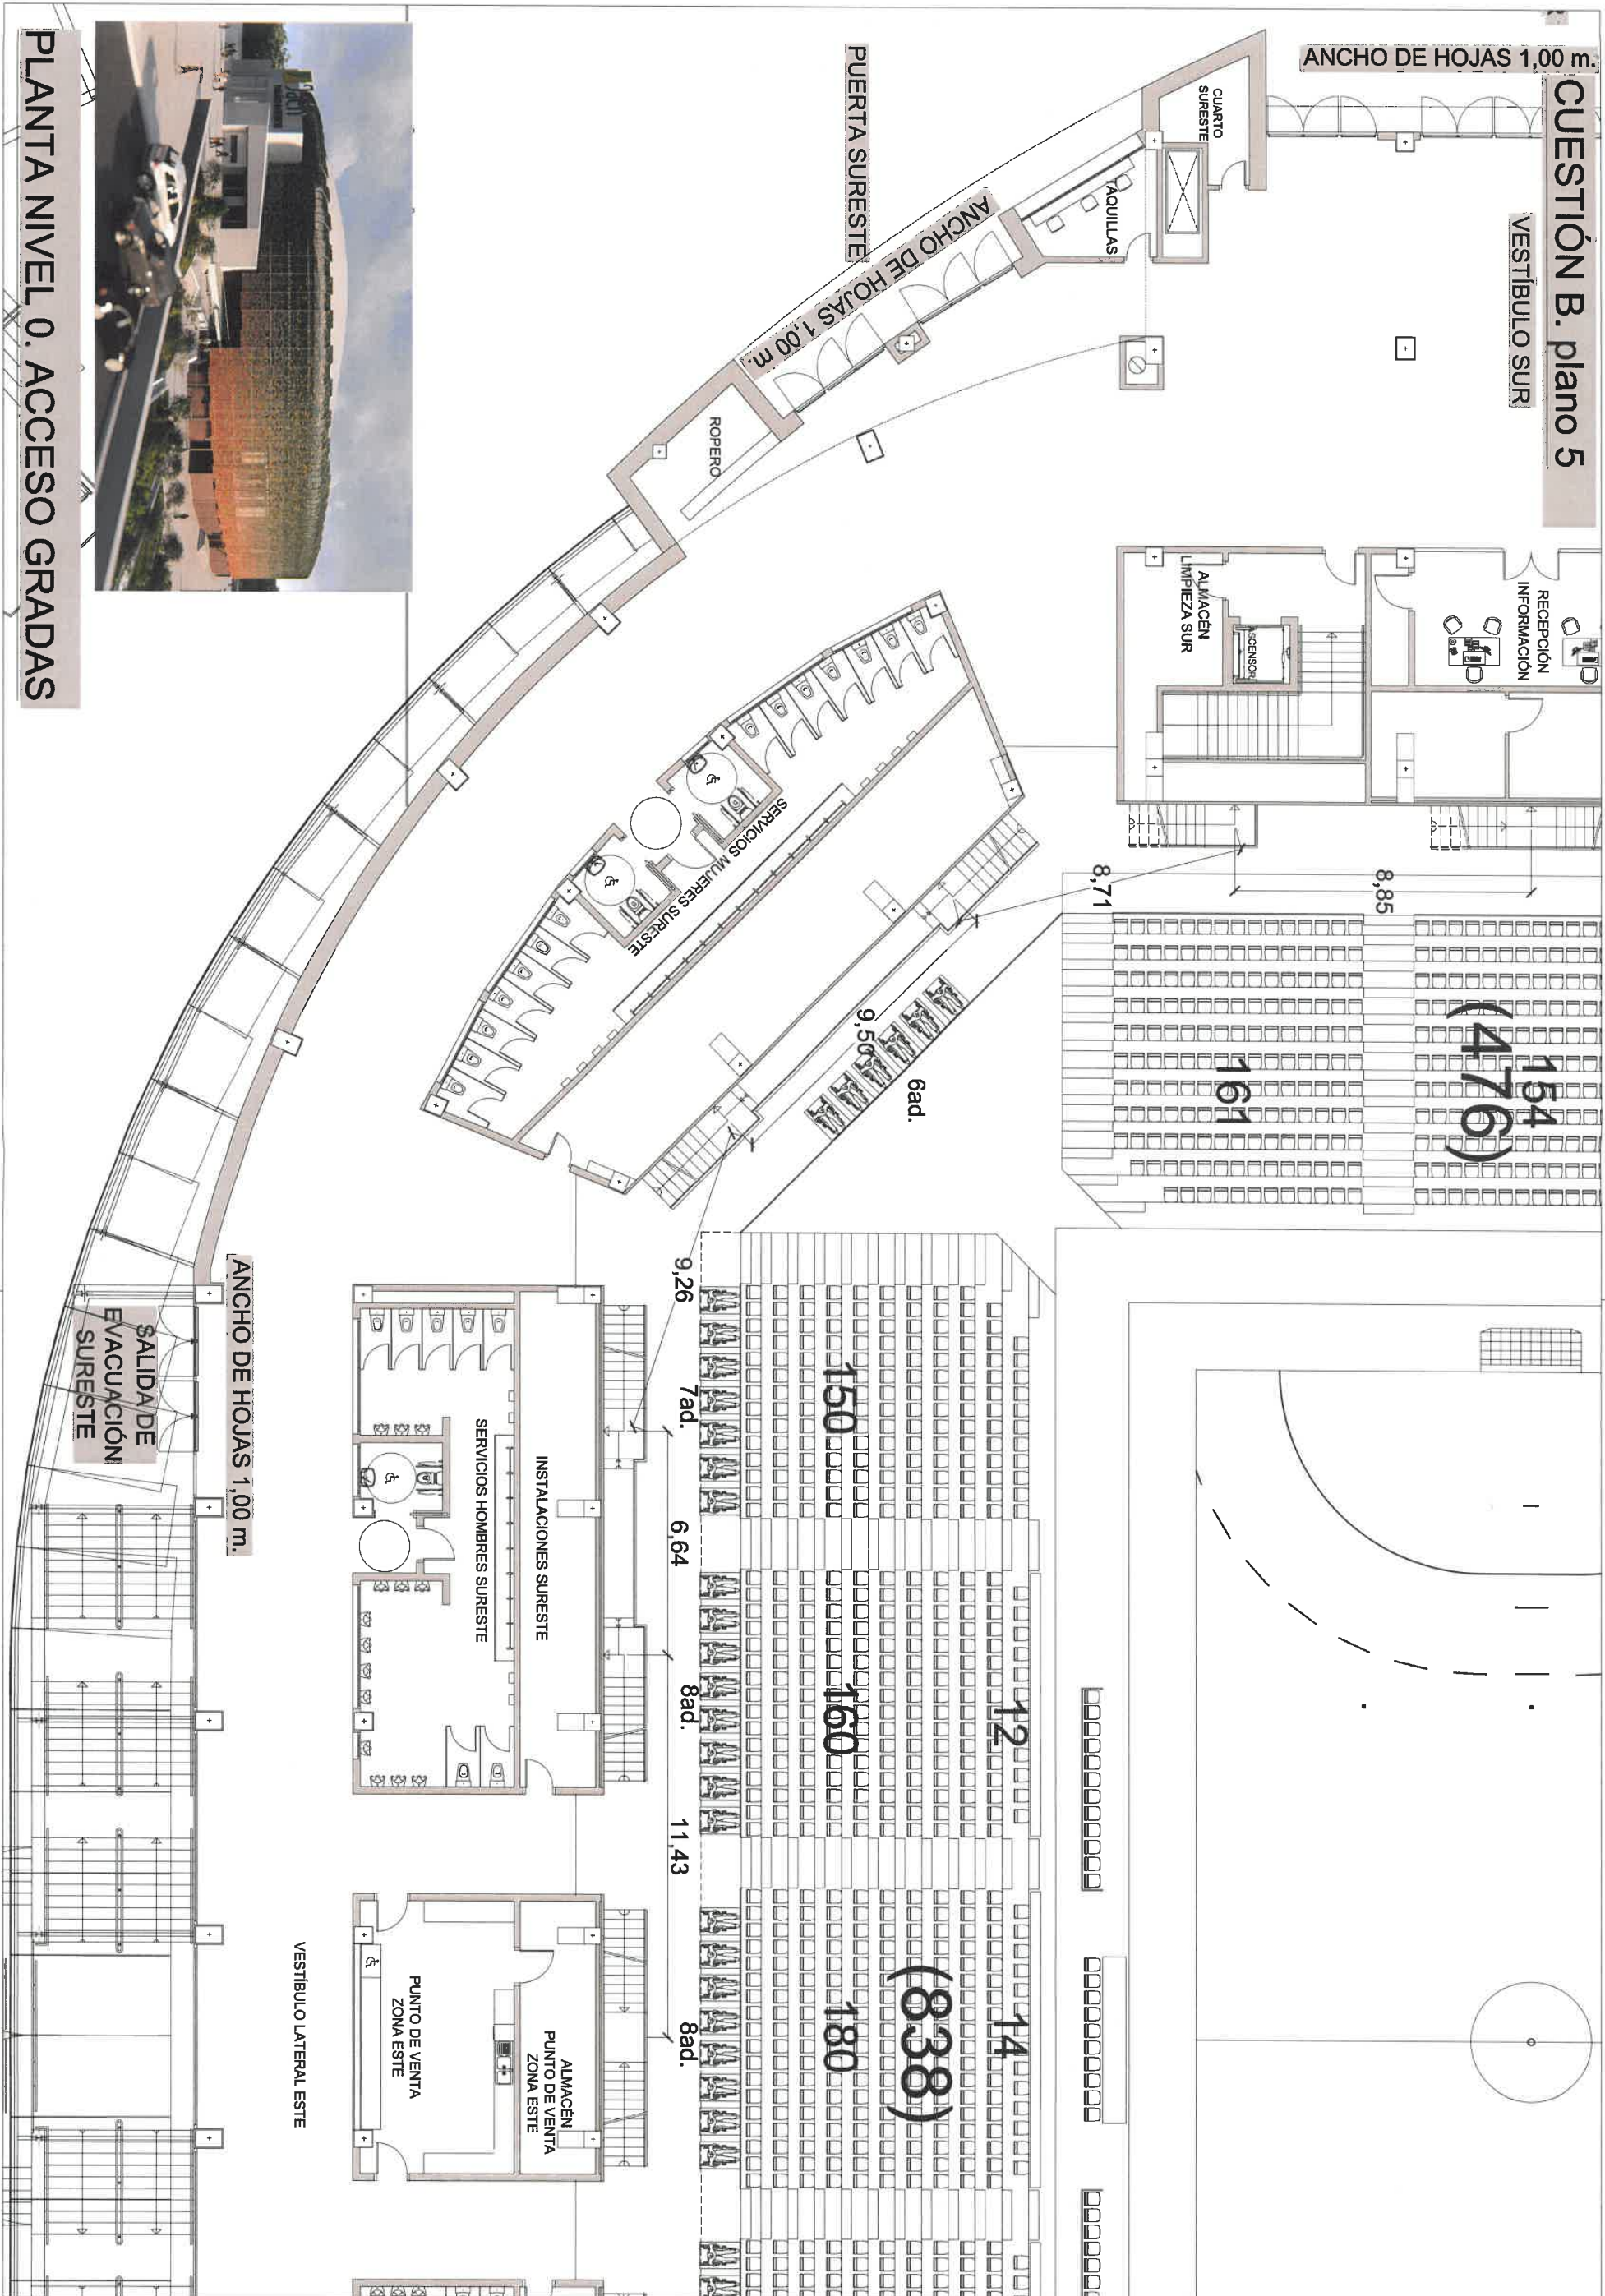 CUESTIÓN B. plano 5
ANCHO DE HOJAS 1,00 m.
VESTÍBULO SUR
CUARTO
SURESTE
TAQUILLAS
PUERTA SURESTE
ANCHO DE HOJAS 1,00 m.
ROPERO
RECEPCIÓN
INFORMACIÓN
ALMACÉN
LIMPIEZA SUR
ASCENSOR
SERVICIOS MUJERES SURESTE
8,71
8,85
9,50
6ad.
154
(476)
161
9,26
7ad.
6,64
8ad.
11,43
8ad.
150
160
12
180
14
(838)
ANCHO DE HOJAS 1,00 m.
SALIDA DE
EVACUACIÓN
SURESTE
SERVICIOS HOMBRES SURESTE
INSTALACIONES SURESTE
ALMACÉN
PUNTO DE VENTA
ZONA ESTE
PUNTO DE VENTA
ZONA ESTE
VESTÍBULO LATERAL ESTE
PLANTA NIVEL 0. ACCESO GRADAS